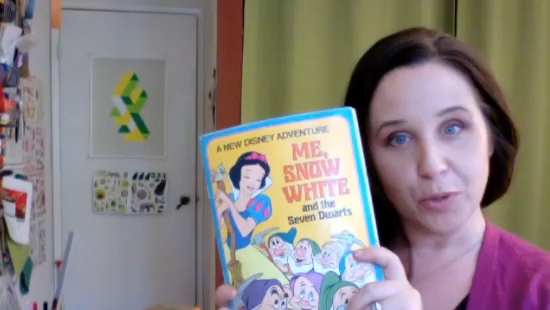 A NEW DISNEY ADVENTURE
ME,
SNOW
WHITE
and the
Seven Dwarfs